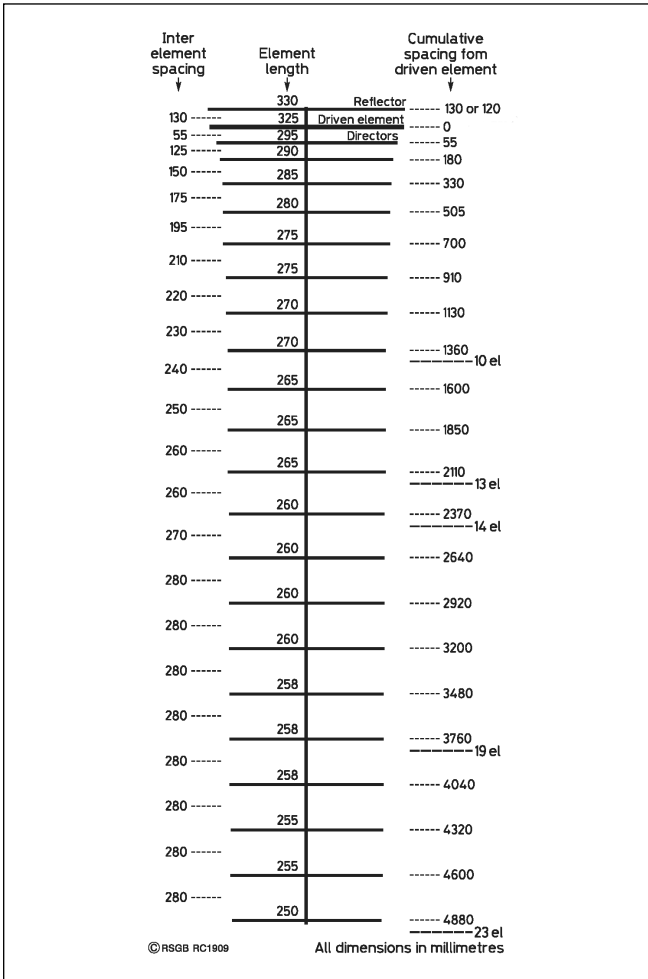 Inter
element
spacing
Element
length
Cumulative
spacing fom
driven element
330 Reflector 130 or 120
130 325 Driven element 0
55 295 Directors 55
125 290 180
150
285 330
175
280 505
195
275 700
210
275 910
220
270 1130
230
270 1360
10 el
240
265 1600
250
265 1850
260
265 2110
13 el
260
260 2370
14 el
270
260 2640
280
260 2920
280
260 3200
280
258 3480
280
258 3760
19 el
280
258 4040
280
255 4320
280
255 4600
280
250 4880
23 el
©RSGB RC1909 All dimensions in millimetres